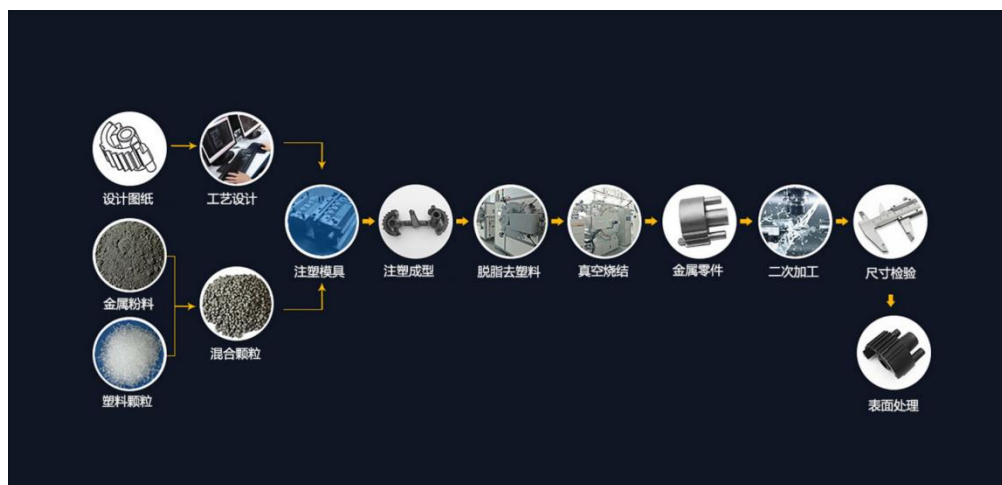 设计图纸
工艺设计
金属粉料
塑料颗粒
混合颗粒
注塑模具
注塑成型
脱脂去塑料
真空烧结
金属零件
二次加工
尺寸检验
表面处理